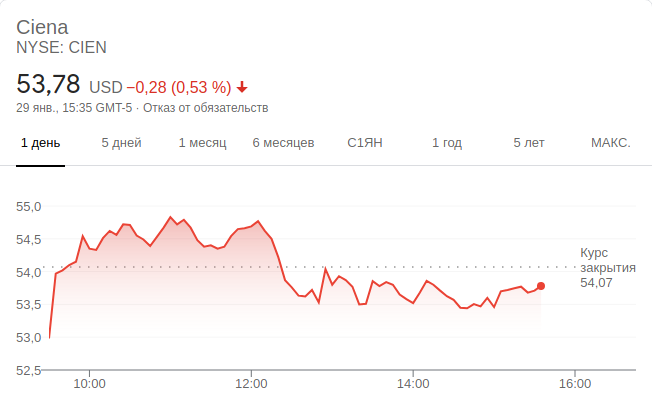 Ciena
NYSE: CIEN
53,78 USD −0,28 (0,53 %)
29 янв., 15:35 GMT-5 · Отказ от обязательств
1 день 5 дней 1 месяц 6 месяцев С1ЯН 1 год 5 лет МАКС.
55,0
54,5
54,0
53,5
53,0
52,5
Курс
закрытия
54,07
10:00 12:00 14:00 16:00